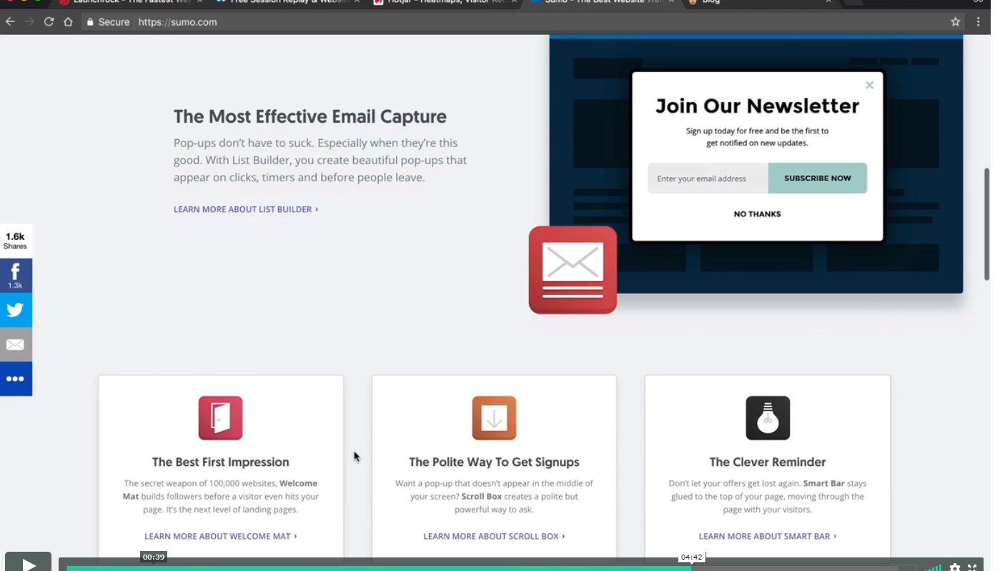 Launchrock - The Fastest Way
Free Session Replay & Website
Hotjar - Heatmaps, Visitor Rec
Sumo - The Best Website Traf
Blog
Secure
https://sumo.com
The Most Effective Email Capture
Pop-ups don't have to suck. Especially when they're this
good. With List Builder, you create beautiful pop-ups that
appear on clicks, timers and before people leave.
LEARN MORE ABOUT LIST BUILDER ›
Join Our Newsletter
Sign up today for free and be the first to
get notified on new updates.
Enter your email address
SUBSCRIBE NOW
NO THANKS
1.6k
Shares
1.3k
The Best First Impression
The secret weapon of 100,000 websites, Welcome
Mat builds followers before a visitor even hits your
page. It's the next level of landing pages.
LEARN MORE ABOUT WELCOME MAT ›
The Polite Way To Get Signups
Want a pop-up that doesn't appear in the middle of
your screen? Scroll Box creates a polite but
powerful way to ask.
LEARN MORE ABOUT SCROLL BOX ›
The Clever Reminder
Don't let your offers get lost again. Smart Bar stays
glued to the top of your page, moving through the
page with your visitors.
LEARN MORE ABOUT SMART BAR ›
00:39
04:42